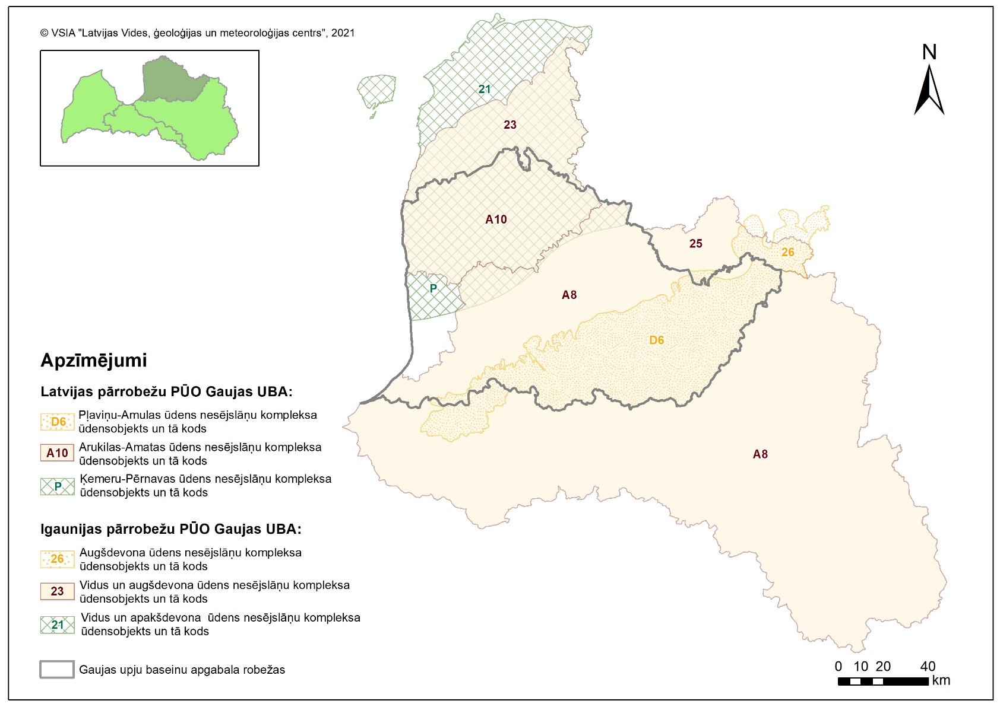 © VSIA "Latvijas Vides, ģeoloģijas un meteoroloģijas centrs", 2021
N
21
23
A10
25
26
P
A8
D6
A8
Apzīmējumi
Latvijas pārrobežu PŪO Gaujas UBA:
D6 Pļaviņu-Amulas ūdens nesējslāņu kompleksa
ūdensobjekts un tā kods
A10 Arukilas-Amatas ūdens nesējslāņu kompleksa
ūdensobjekts un tā kods
P Ķemeru-Pērnavas ūdens nesējslāņu kompleksa
ūdensobjekts un tā kods
Igaunijas pārrobežu PŪO Gaujas UBA:
26 Augšdevona ūdens nesējslāņu kompleksa
ūdensobjekts un tā kods
23 Vidus un augšdevona ūdens nesējslāņu kompleksa
ūdensobjekts un tā kods
21 Vidus un apakšdevona ūdens nesējslāņu kompleksa
ūdensobjekts un tā kods
Gaujas upju baseinu apgabala robežas
0 10 20 40
km